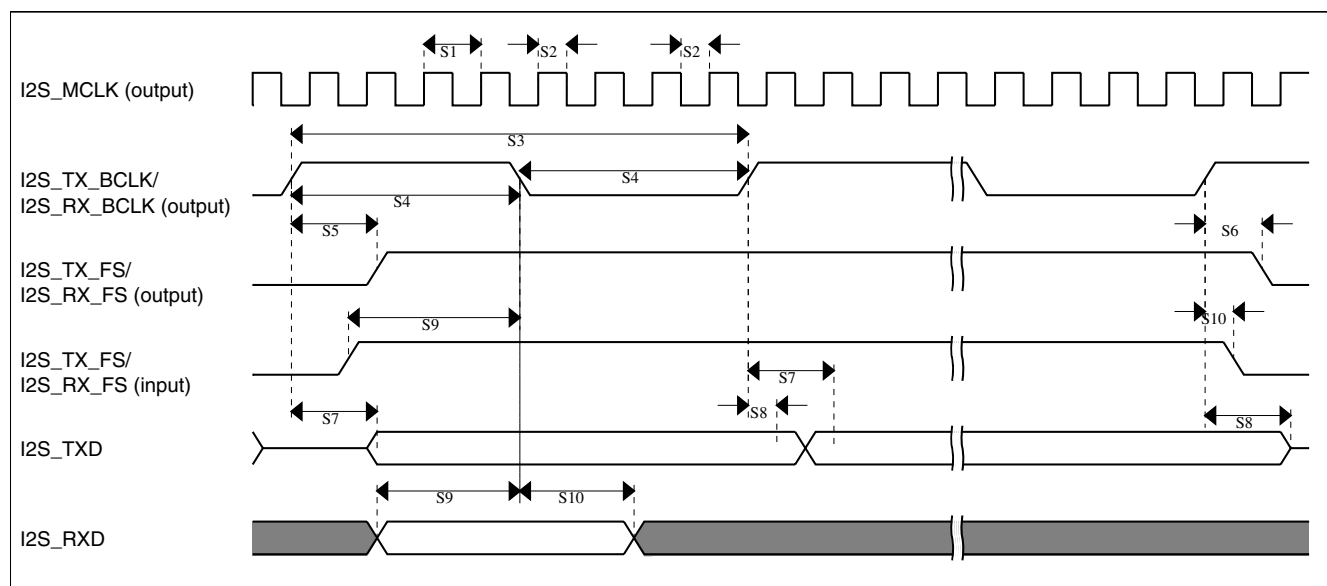 S1
S2
S2
I2S_MCLK (output)
S3
I2S_TX_BCLK/
I2S_RX_BCLK (output)
S4
S4
S5
S6
I2S_TX_FS/
I2S_RX_FS (output)
S9
S10
I2S_TX_FS/
I2S_RX_FS (input)
S7
S7
S8
S8
I2S_TXD
S9
S10
I2S_RXD